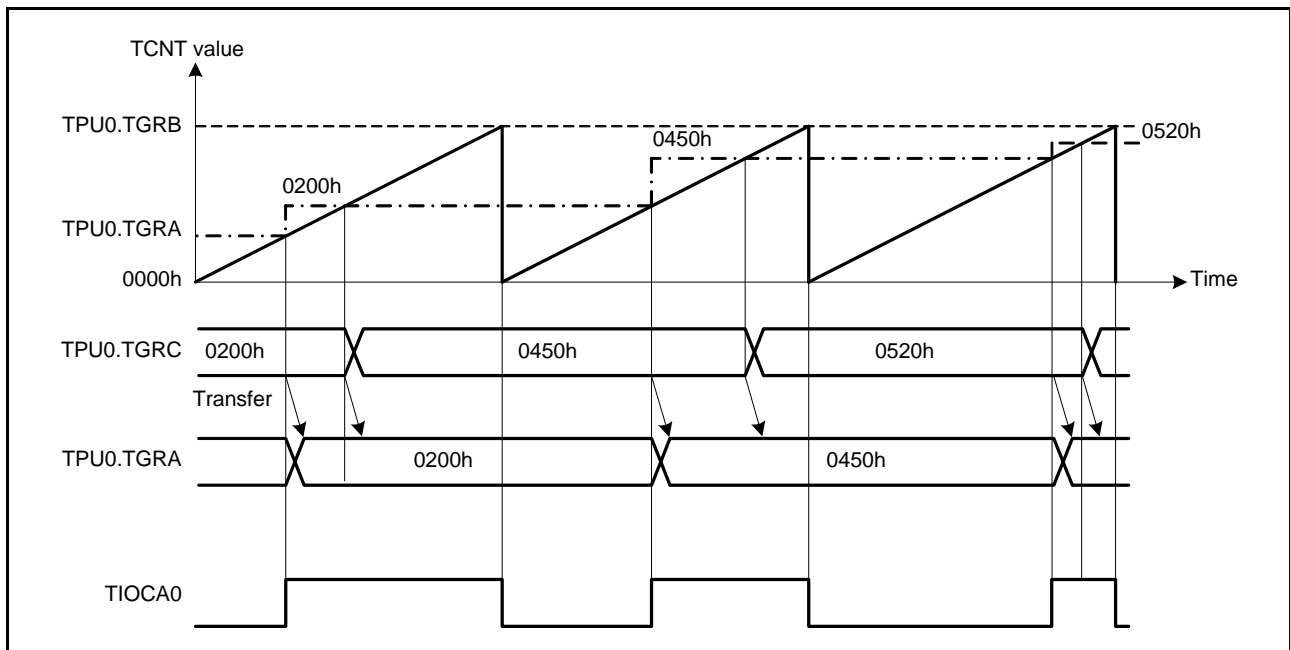 TCNT value
TPU0.TGRB
0450h
0520h
0200h
TPU0.TGRA
0000h
Time
TPU0.TGRC
0200h
0450h
0520h
Transfer
TPU0.TGRA
0200h
0450h
TIOCA0